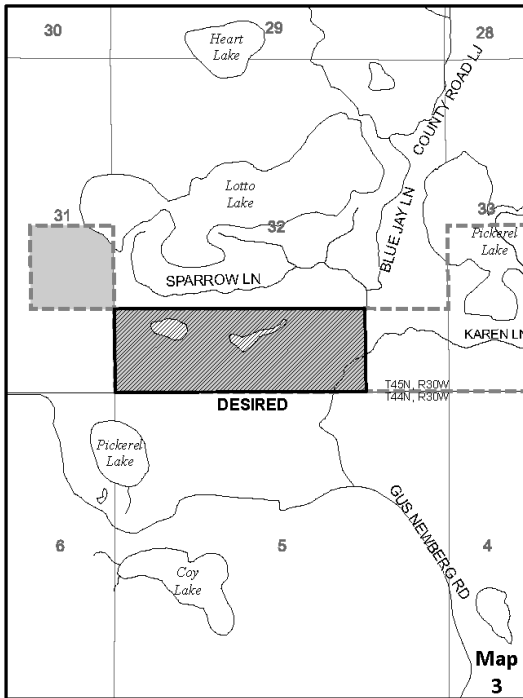 30
29
28
Heart
Lake
COUNTY ROAD LJ
Lotto
Lake
BLUE JAY LN
31
32
33
Pickerel
Lake
SPARROW LN
KAREN LN
T45N, R30W
T44N, R30W
DESIRED
Pickerel
Lake
GUS NEWBERG RD
6
5
4
Coy
Lake
Map
3